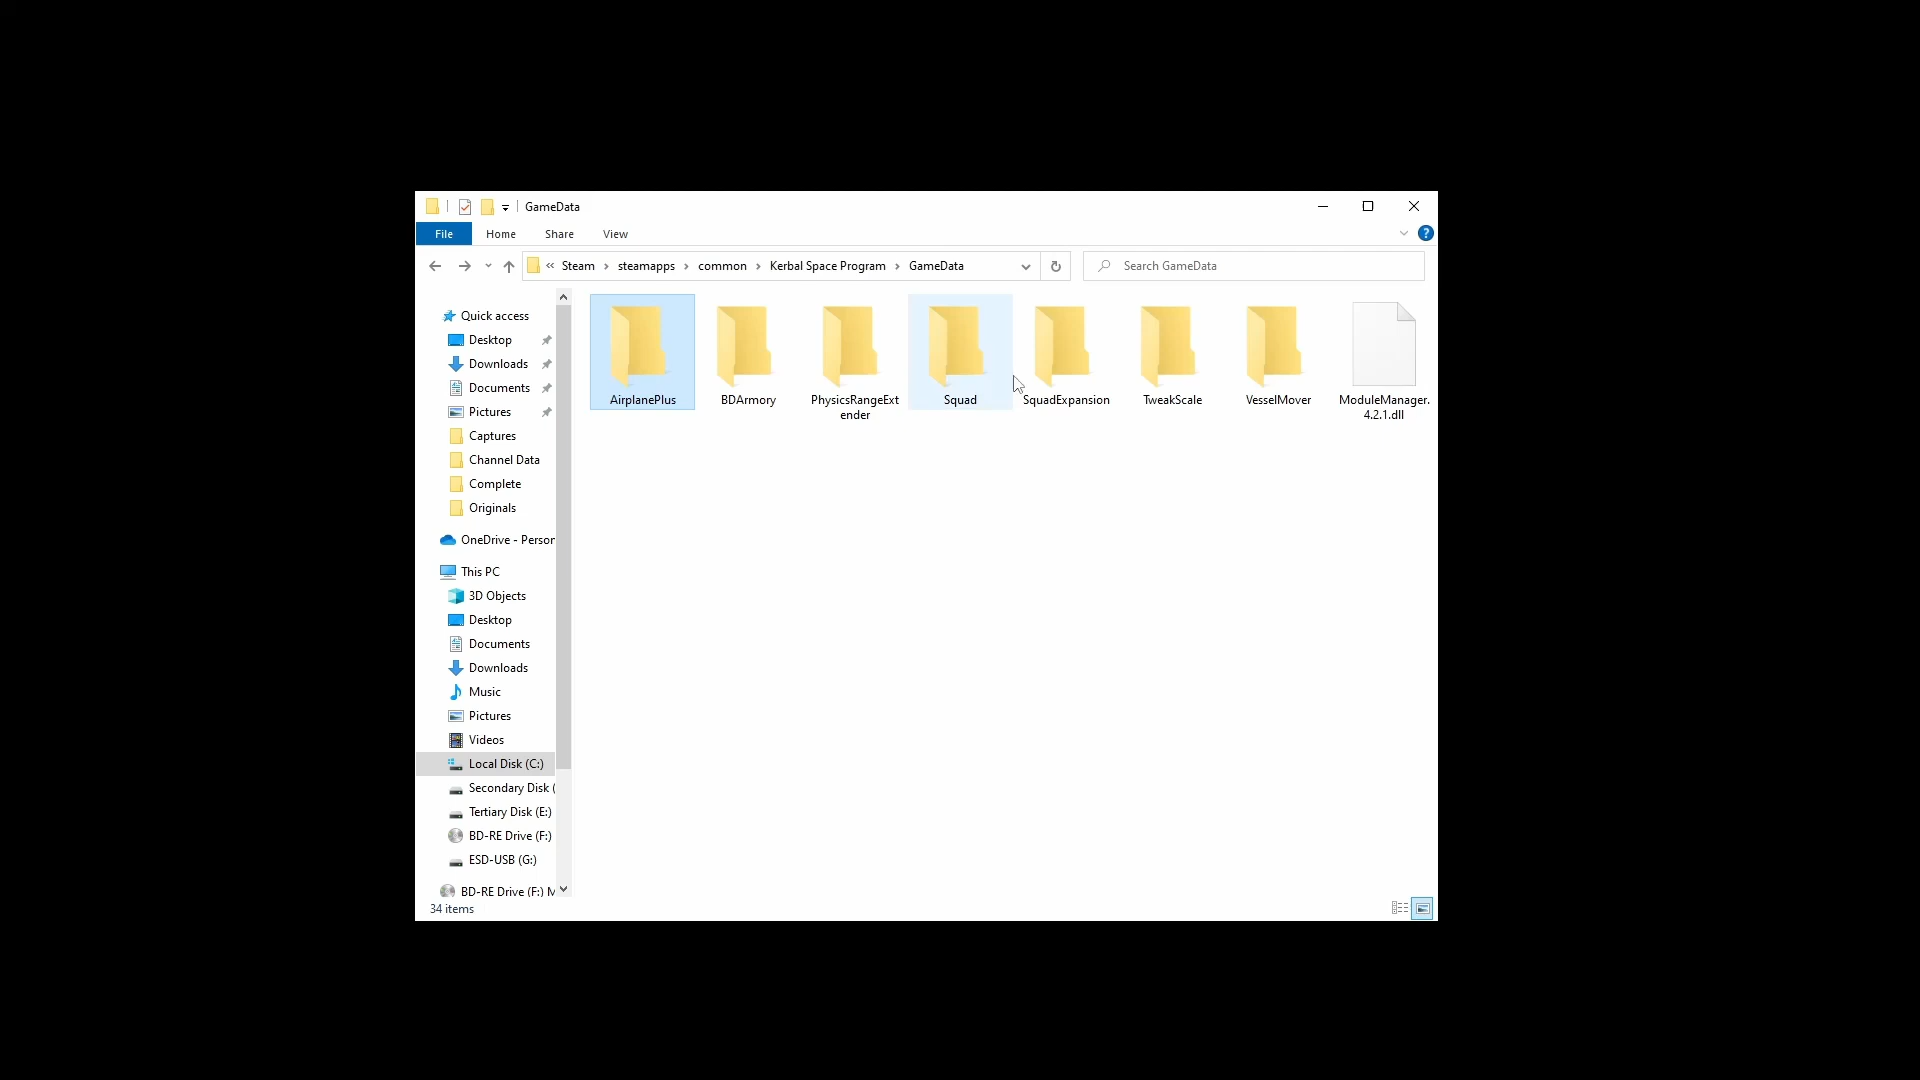 GameData
File
Home
Share
View
«
Steam
steamapps
common
Kerbal Space Program
GameData
Search GameData
Quick access
Desktop
Downloads
Documents
Pictures
Captures
Channel Data
Complete
Originals
OneDrive - Person
This PC
3D Objects
Desktop
Documents
Downloads
Music
Pictures
Videos
Local Disk (C:)
Secondary Disk (
Tertiary Disk (E:)
BD-RE Drive (F:)
ESD-USB (G:)
BD-RE Drive (F:) M
AirplanePlus
BDArmory
PhysicsRangeExt
ender
Squad
SquadExpansion
TweakScale
VesselMover
ModuleManager.
4.2.1.dll
34 items